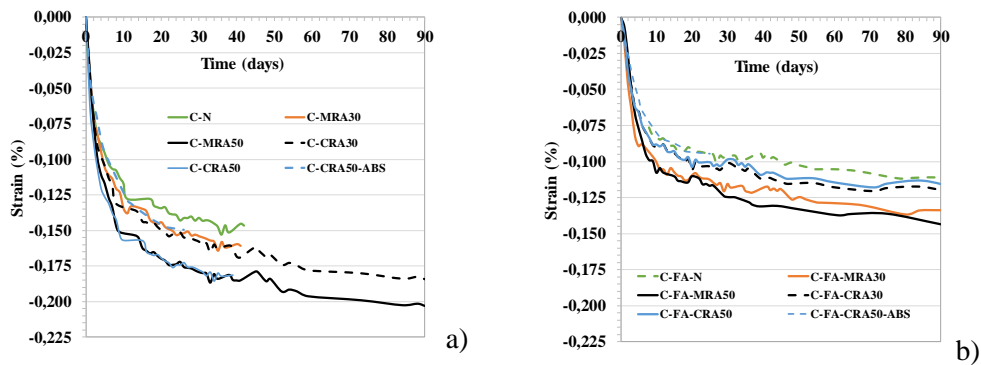 0,000
-0,025
-0,050
-0,075
-0,100
-0,125
-0,150
-0,175
-0,200
-0,225
Strain (%)
0 10 20 30 40 50 60 70 80 90
Time (days)
C-N C-MRA30
C-MRA50 C-CRA30
C-CRA50 C-CRA50-ABS
a)
0,000
-0,025
-0,050
-0,075
-0,100
-0,125
-0,150
-0,175
-0,200
-0,225
Strain (%)
0 10 20 30 40 50 60 70 80 90
Time (days)
C-FA-N C-FA-MRA30
C-FA-MRA50 C-FA-CRA30
C-FA-CRA50 C-FA-CRA50-ABS
b)